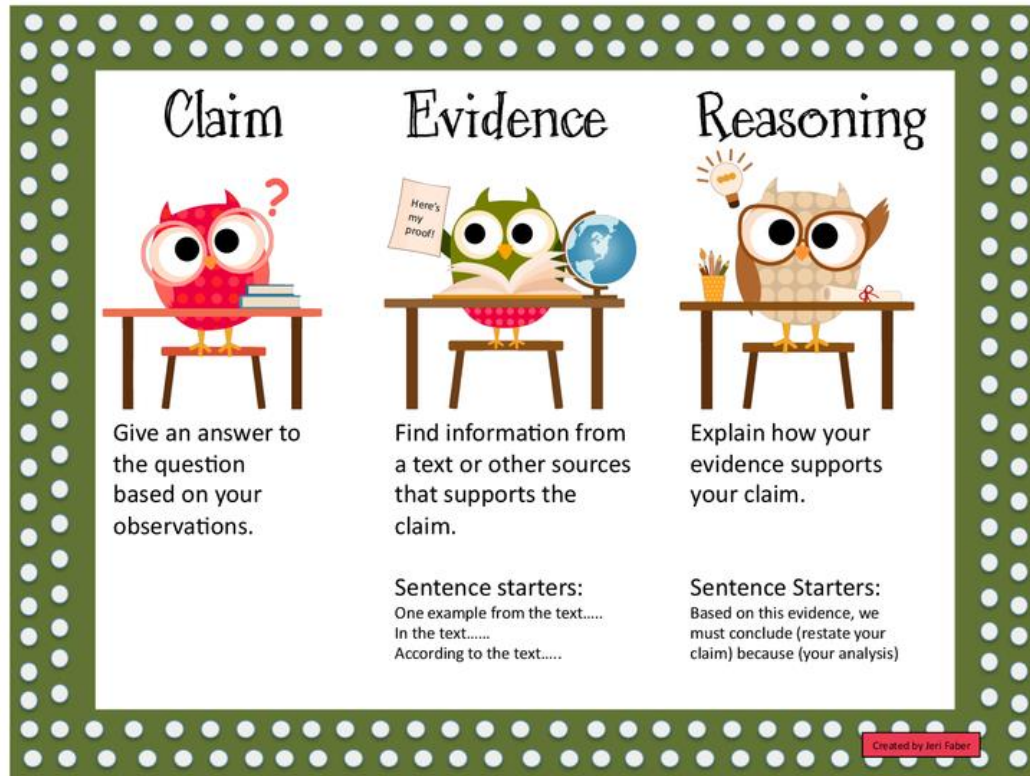 Claim
Evidence
Reasoning
Here's
my
proof!
Give an answer to
the question
based on your
observations.
Find information from
a text or other sources
that supports the
claim.
Sentence starters:
One example from the text.....
In the text......
According to the text.....
Explain how your
evidence supports
your claim.
Sentence Starters:
Based on this evidence, we
must conclude (restate your
claim) because (your analysis)
Created by Jeri Faber